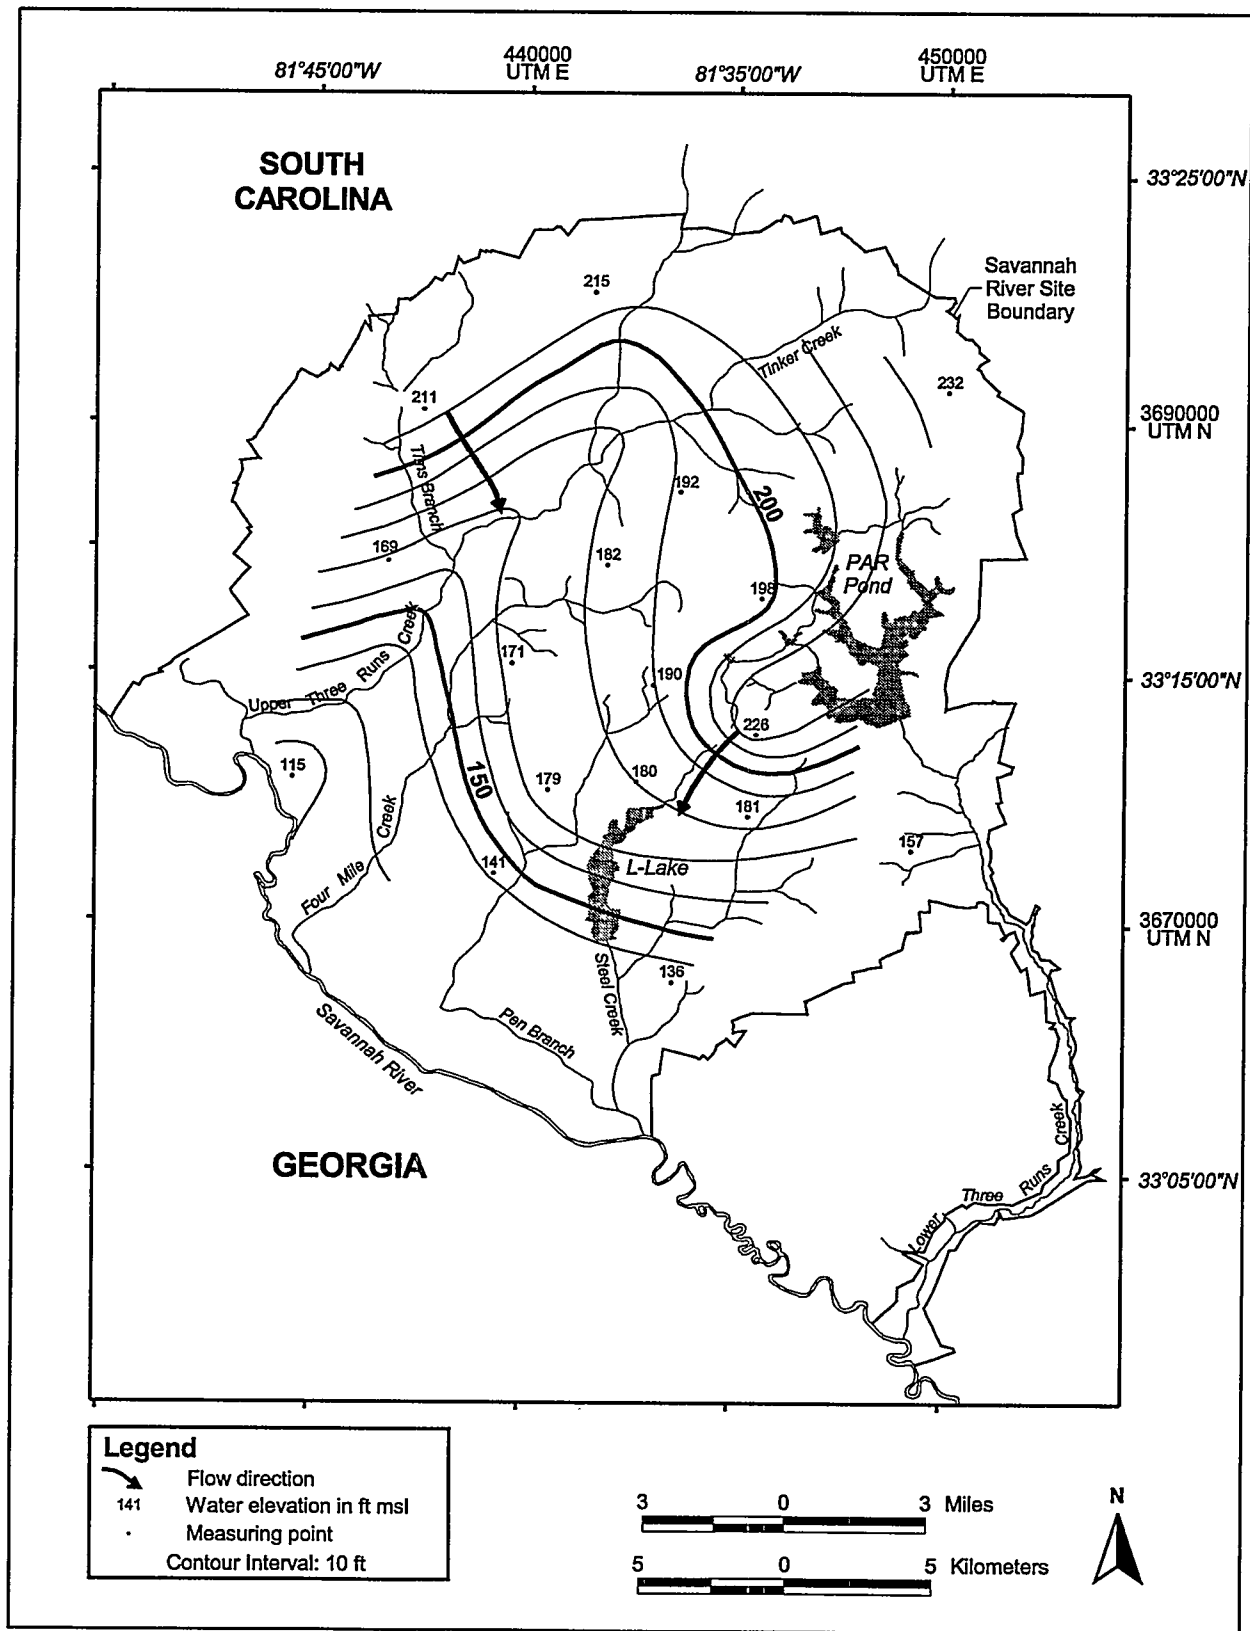 440000
UTM E
450000
UTM E
81°45'00"W
81°35'00"W
SOUTH
CAROLINA
33°25'00"N
Savannah
River Site
Boundary
215
Tinker Creek
232
211
3690000
UTM N
Tims Branch
192
200
169
182
PAR
Pond
198
Upper Three Runs Creek
171
190
33°15'00"N
226
115
150
179
180
181
Four Mile Creek
157
141
L-Lake
3670000
UTM N
136
Steel Creek
Pen Branch
Savannah River
GEORGIA
33°05'00"N
Lower Three Runs Creek
Legend
Flow direction
141 Water elevation in ft msl
Measuring point
Contour Interval: 10 ft
3 0 3 Miles
5 0 5 Kilometers
N